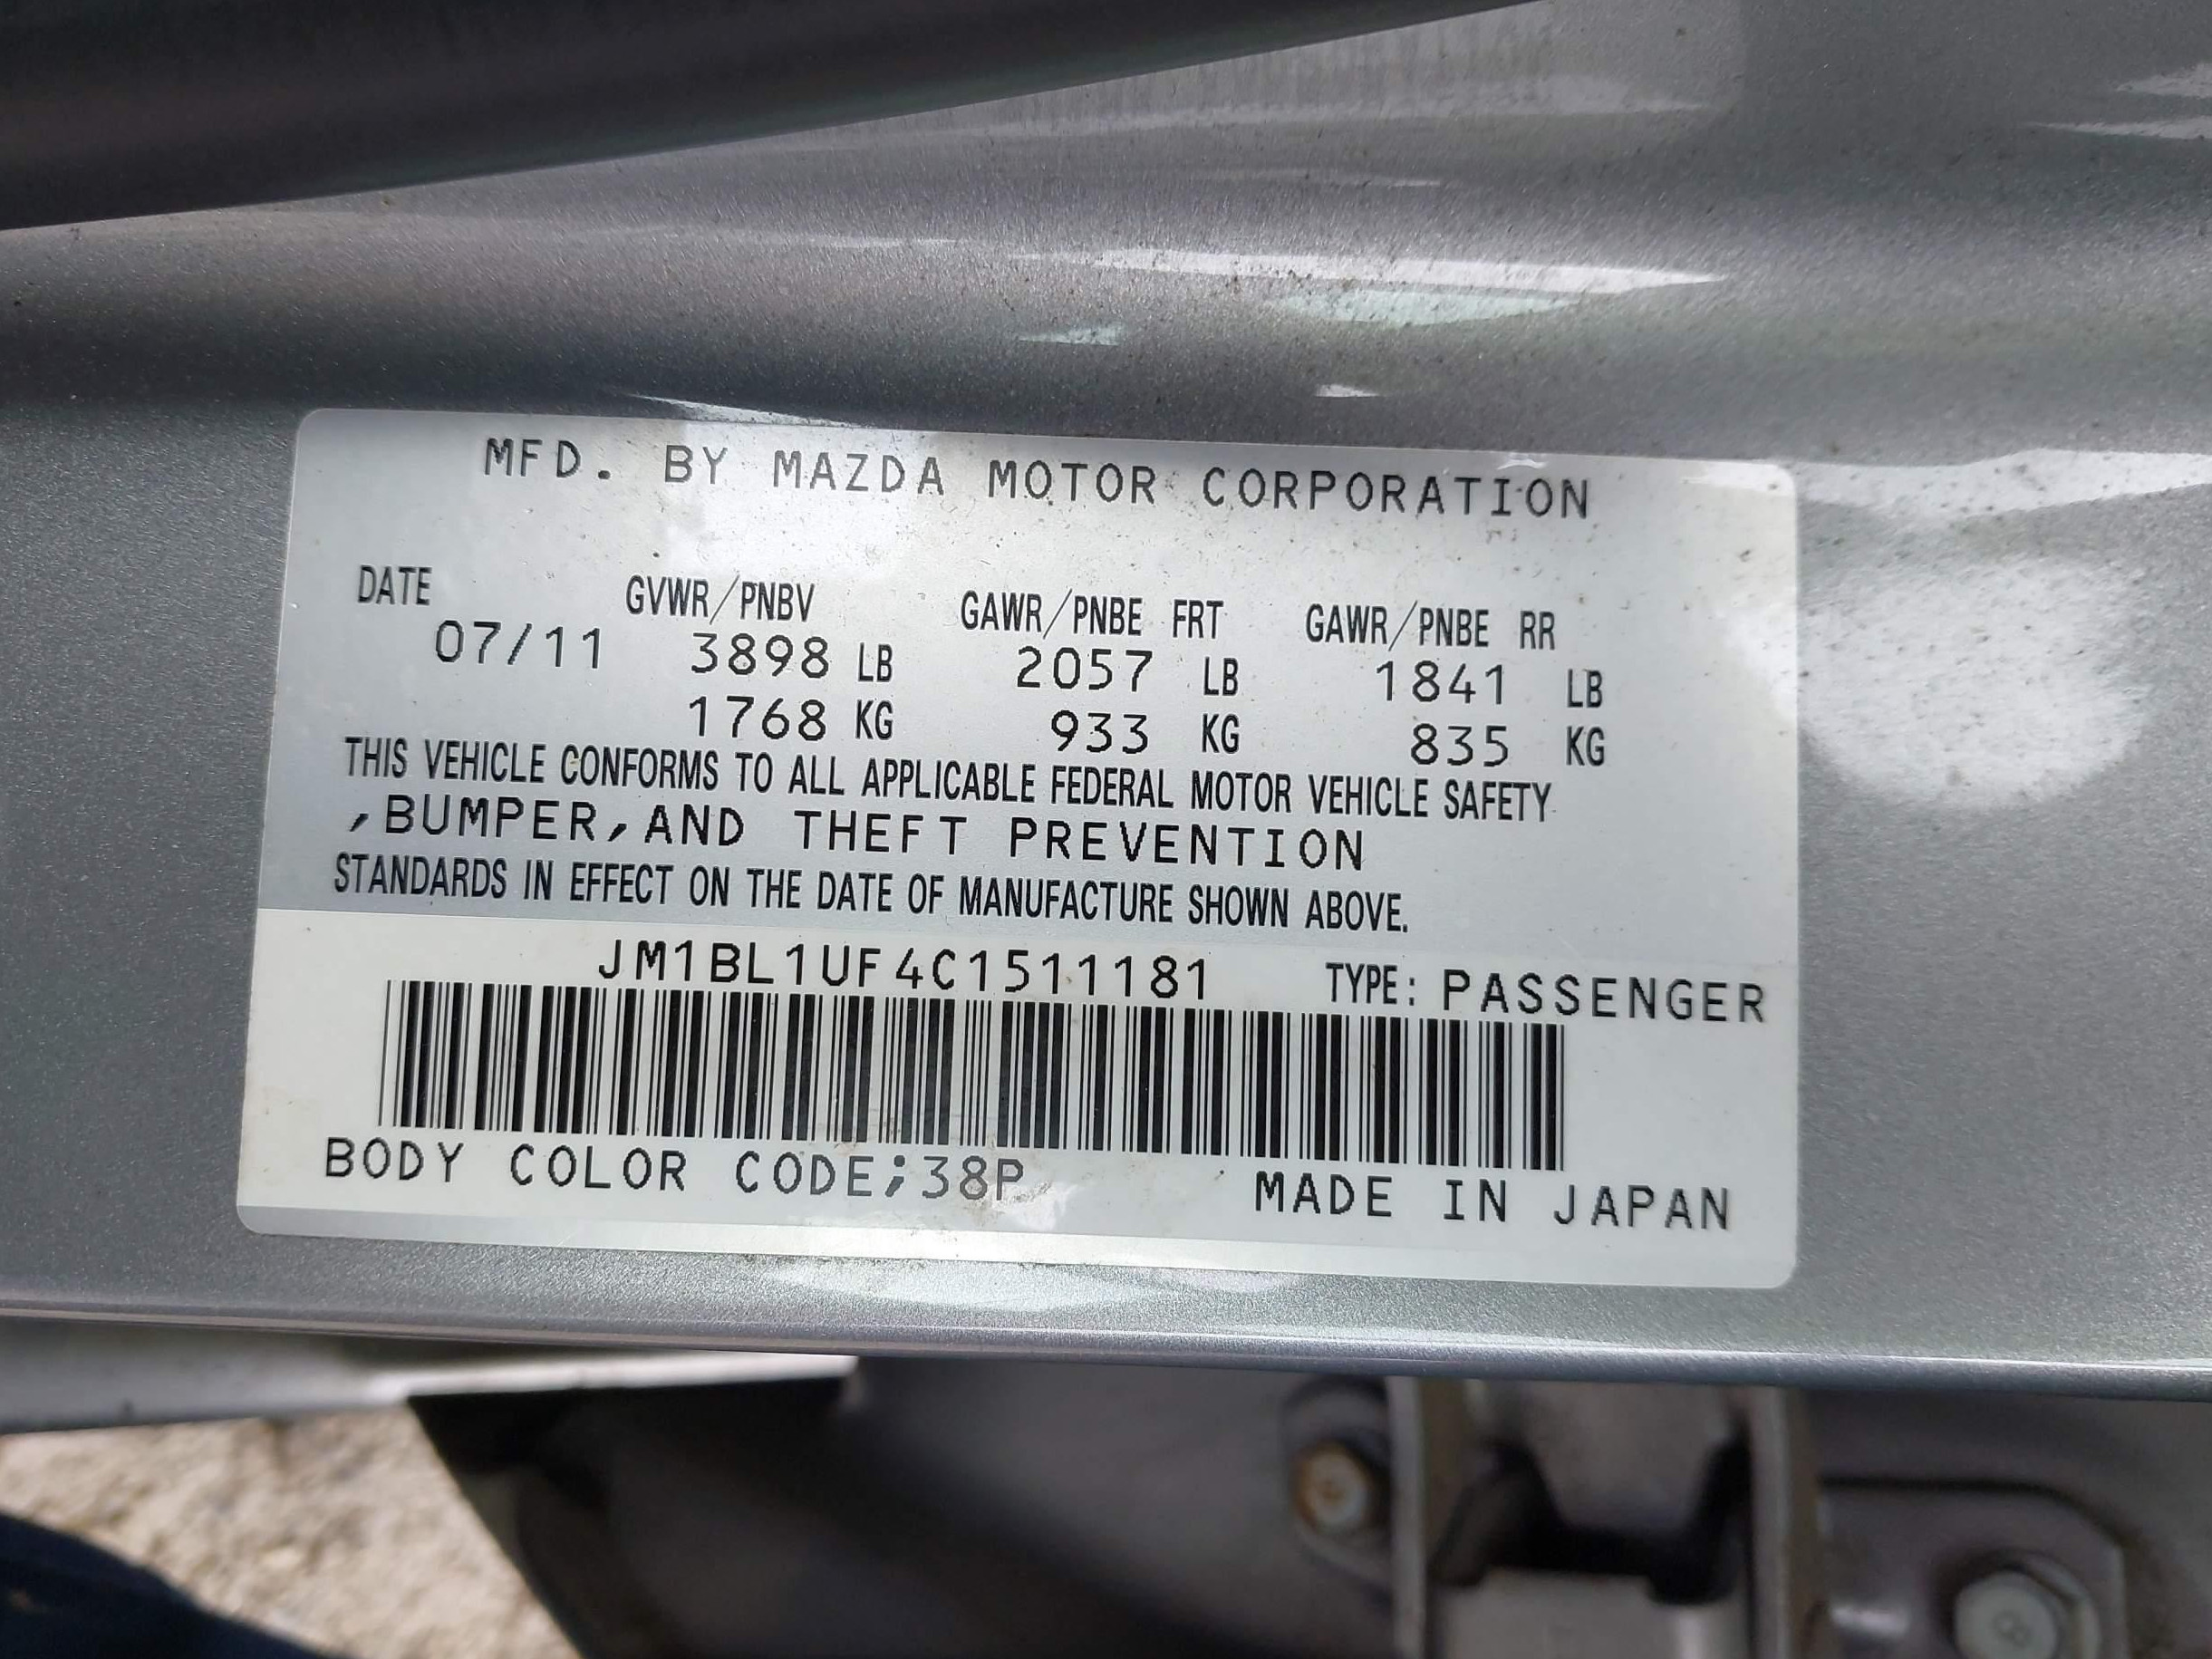 MFD. BY MAZDA MOTOR CORPORATION
DATE GVWR/PNBV GAWR/PNBE FRT GAWR/PNBE RR
07/11 3898 LB 2057 LB 1841 LB
1768 KG 933 KG 835 KG
THIS VEHICLE CONFORMS TO ALL APPLICABLE FEDERAL MOTOR VEHICLE SAFETY
,BUMPER,AND THEFT PREVENTION
STANDARDS IN EFFECT ON THE DATE OF MANUFACTURE SHOWN ABOVE.
JM1BL1UF4C1511181 TYPE: PASSENGER
BODY COLOR CODE;38P MADE IN JAPAN
8